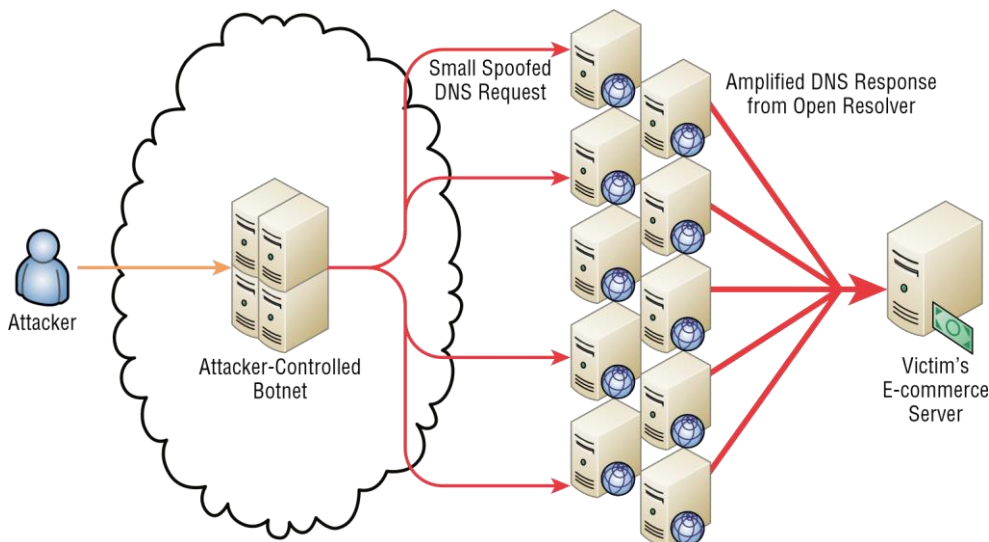 Small Spoofed
DNS Request
Amplified DNS Response
from Open Resolver
Attacker
Attacker-Controlled
Botnet
Victim's
E-commerce
Server